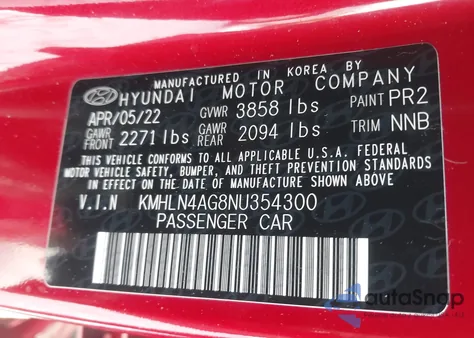 MANUFACTURED IN KOREA BY
HYUNDAI MOTOR COMPANY
APR/05/22 GVWR 3858 lbs PAINT PR2
GAWR FRONT 2271 lbs GAWR REAR 2094 lbs TRIM NNB
THIS VEHICLE CONFORMS TO ALL APPLICABLE U.S.A. FEDERAL
MOTOR VEHICLE SAFETY, BUMPER, AND THEFT PREVENTION STANDARDS
IN EFFECT ON THE DATE OF MANUFACTURE SHOWN ABOVE.
V.I.N KMHLN4AG8NU354300
PASSENGER CAR
autoSnap